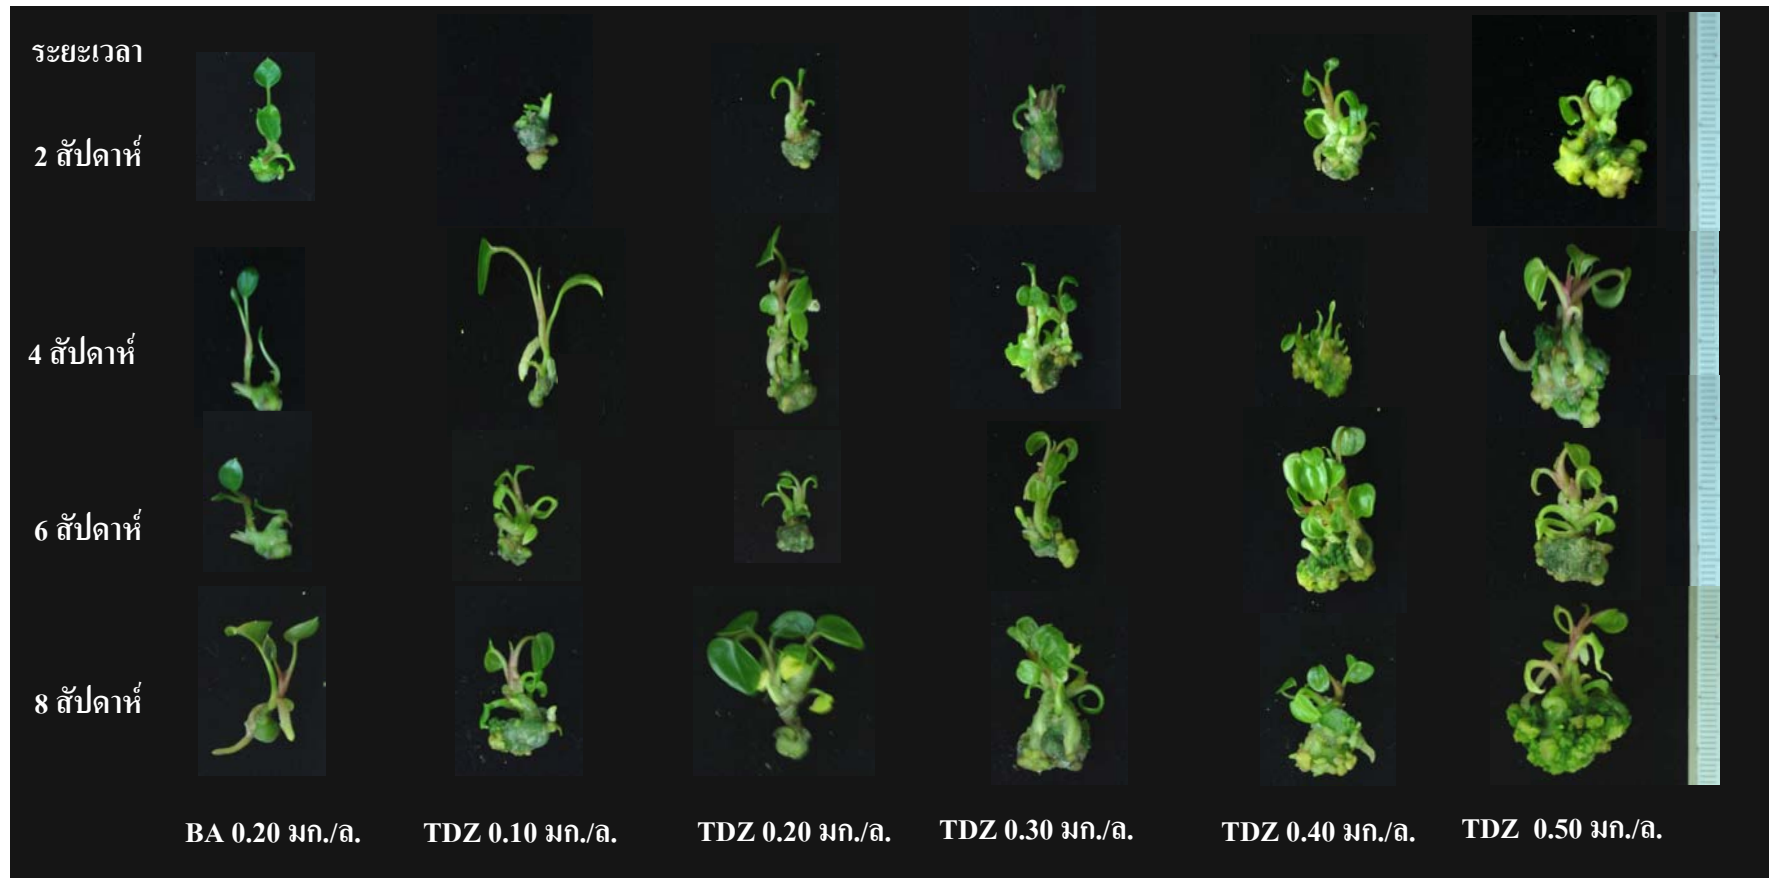 ระยะเวลา
2 สัปดาห์
4 สัปดาห์
6 สัปดาห์
8 สัปดาห์
BA 0.20 มก./ล. TDZ 0.10 มก./ล. TDZ 0.20 มก./ล. TDZ 0.30 มก./ล. TDZ 0.40 มก./ล. TDZ 0.50 มก./ล.